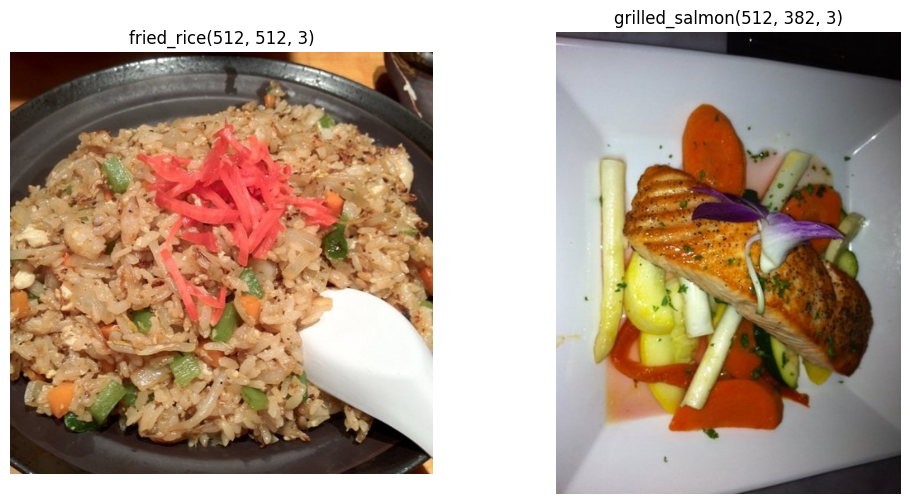 fried_rice(512, 512, 3)
grilled_salmon(512, 382, 3)